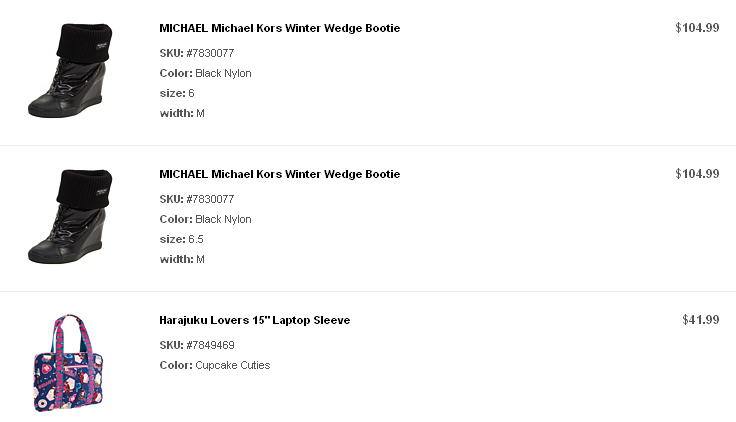 MICHAEL Michael Kors Winter Wedge Bootie
$104.99
SKU: #7830077
Color: Black Nylon
size: 6
width: M
MICHAEL Michael Kors Winter Wedge Bootie
$104.99
SKU: #7830077
Color: Black Nylon
size: 6.5
width: M
Harajuku Lovers 15" Laptop Sleeve
$41.99
SKU: #7849469
Color: Cupcake Cuties